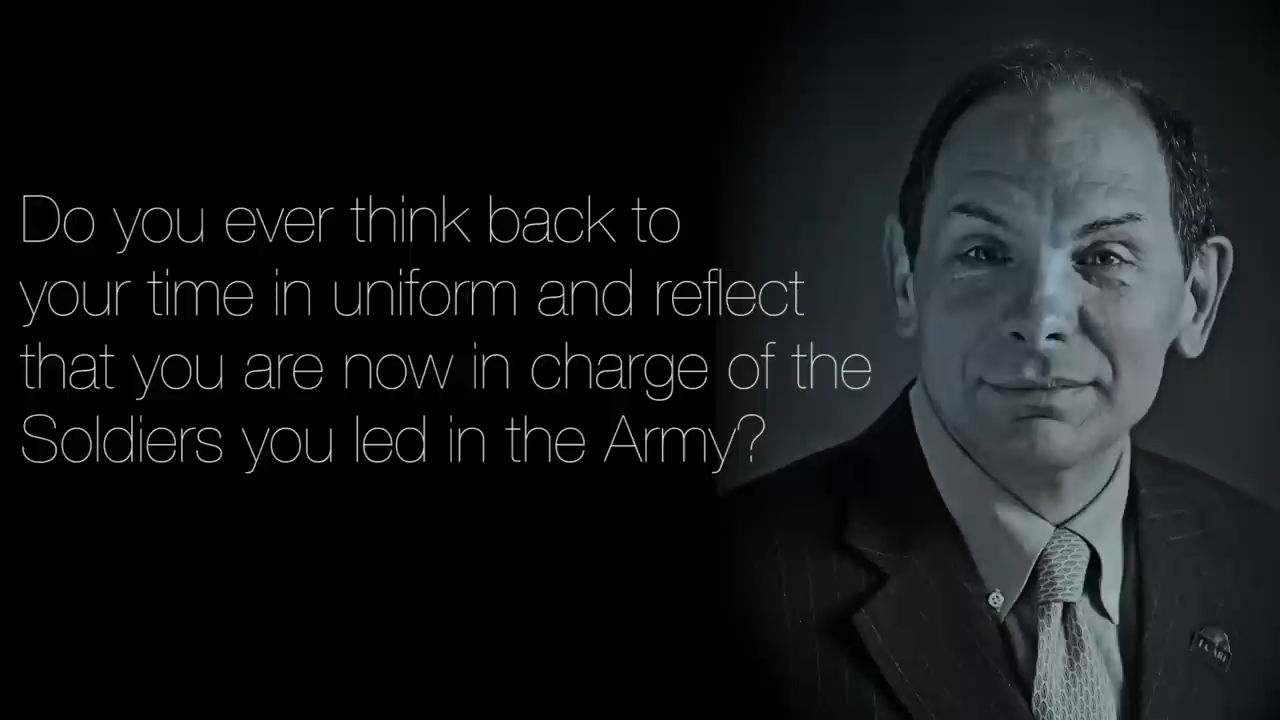 Do you ever think back to
your time in uniform and reflect
that you are now in charge of the
Soldiers you led in the Army?
I CARE